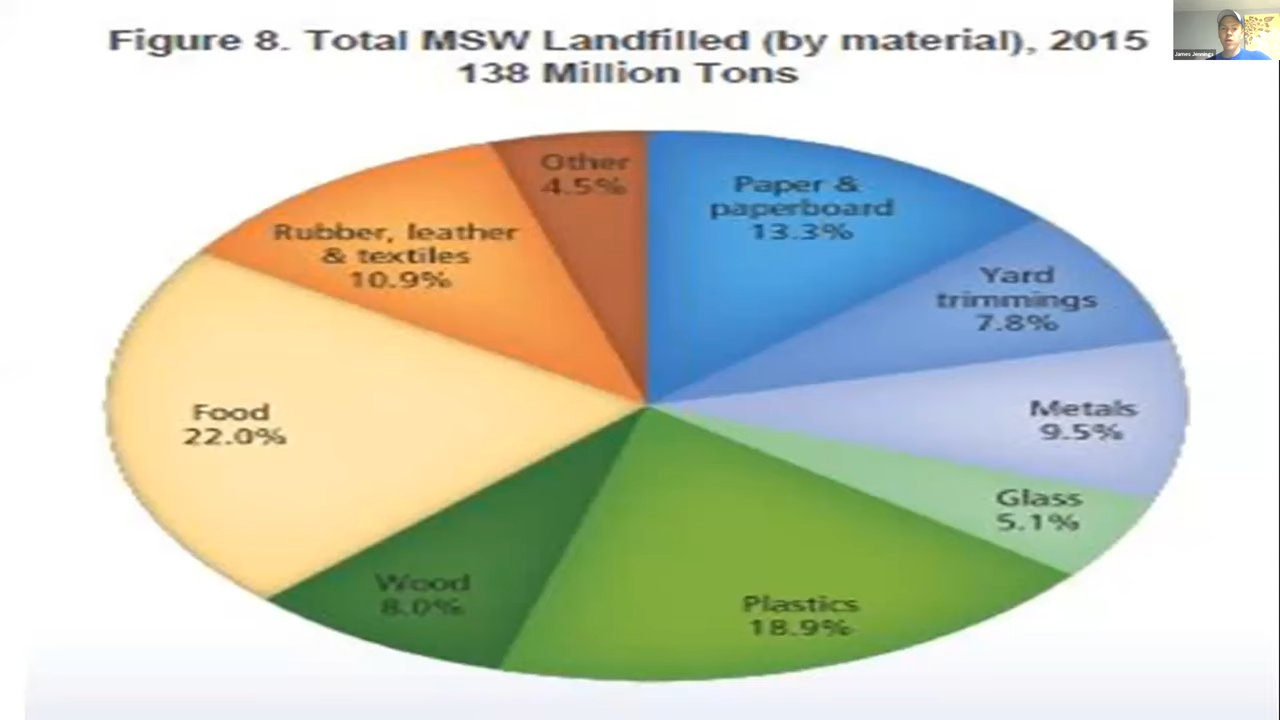 Figure 8. Total MSW Landfilled (by material), 2015
138 Million Tons
James Jennings
Other
4.5%
Paper &
paperboard
13.3%
Rubber, leather
& textiles
10.9%
Yard
trimmings
7.8%
Food
22.0%
Metals
9.5%
Glass
5.1%
Wood
8.0%
Plastics
18.9%